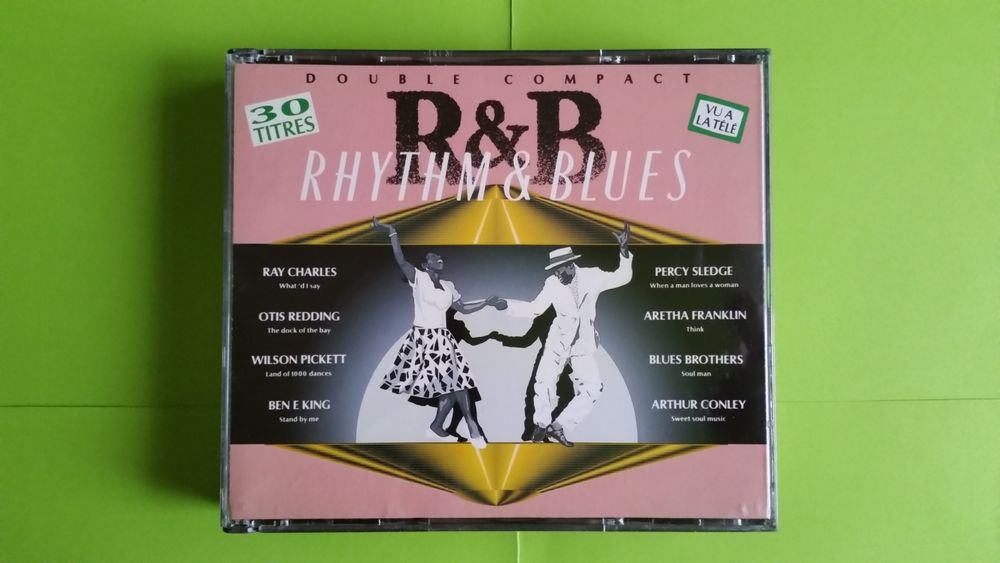 DOUBLE COMPACT
30
TITRES
R&B
VU A
LA TÉLÉ
RHYTHM & BLUES
RAY CHARLES
What 'd I say
OTIS REDDING
The dock of the bay
WILSON PICKETT
Land of 1000 dances
BEN E KING
Stand by me
PERCY SLEDGE
When a man loves a woman
ARETHA FRANKLIN
Think
BLUES BROTHERS
Soul man
ARTHUR CONLEY
Sweet soul music